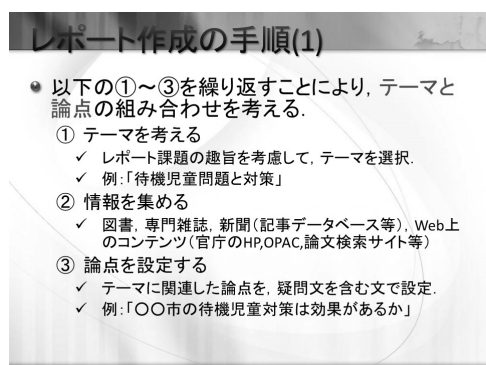 レポート作成の手順(1)
以下の①～③を繰り返すことにより, テーマと
論点の組み合わせを考える.
① テーマを考える
✓ レポート課題の趣旨を考慮して, テーマを選択.
✓ 例:「待機児童問題と対策」
② 情報を集める
✓ 図書, 専門雑誌, 新聞(記事データベース等), Web上
のコンテンツ(官庁のHP,OPAC,論文検索サイト等)
③ 論点を設定する
✓ テーマに関連した論点を, 疑問文を含む文で設定.
✓ 例:「〇〇市の待機児童対策は効果があるか」